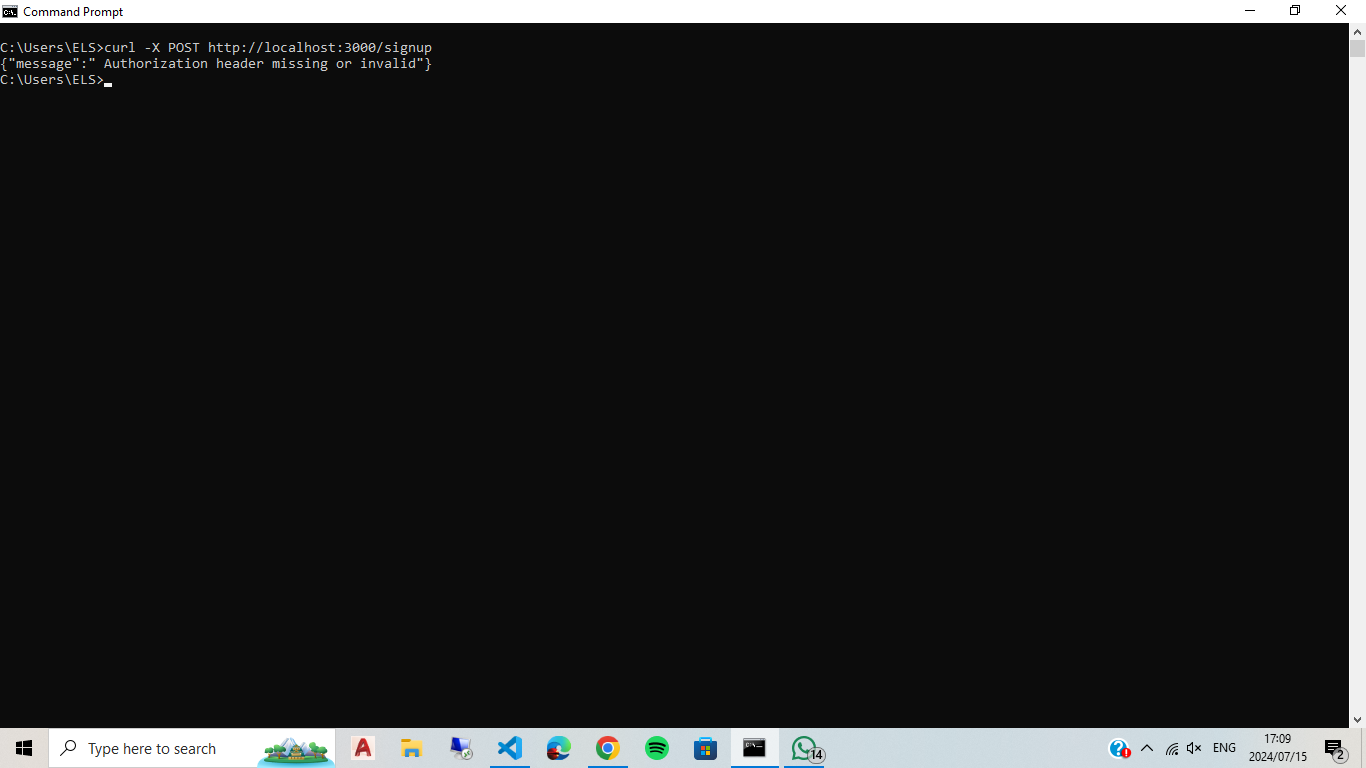 Command Prompt
C:\Users\ELS>curl -X POST http://localhost:3000/signup
{"message":" Authorization header missing or invalid"}
C:\Users\ELS>
Type here to search
14
ENG
17:09
2024/07/15
2